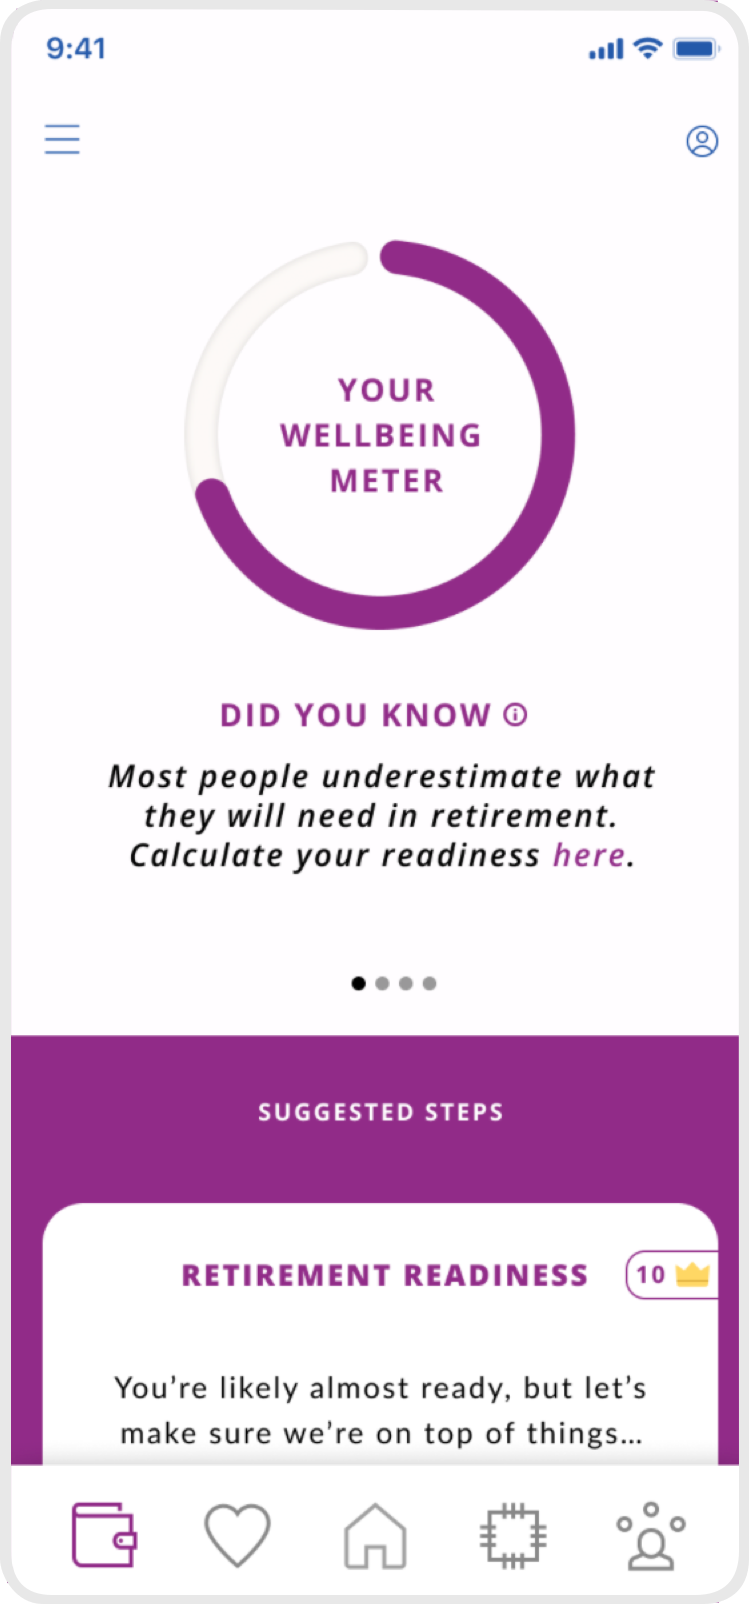 9:41
YOUR
WELLBEING
METER
DID YOU KNOW
Most people underestimate what
they will need in retirement.
Calculate your readiness here.
SUGGESTED STEPS
RETIREMENT READINESS
10
You’re likely almost ready, but let’s
make sure we’re on top of things...